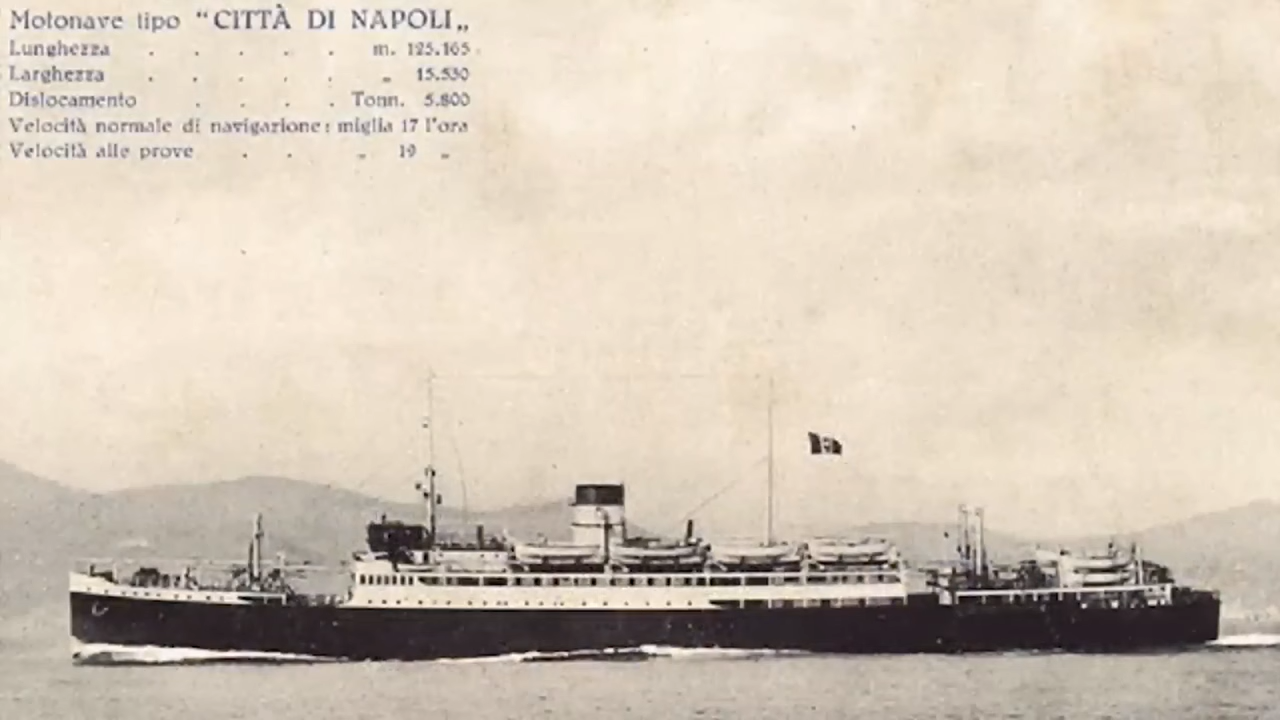 Motonave tipo “CITTÀ DI NAPOLI„
Lunghezza . . . . . m. 125.165
Larghezza . . . . . „ 15.530
Dislocamento . . . . Tonn. 5.800
Velocità normale di navigazione: miglia 17 l'ora
Velocità alle prove . . „ 19 „